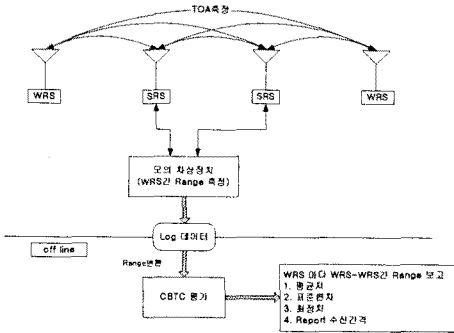 TOA측정
WRS
SRS
SRS
WRS
모의 차상장치
(WRS간 Range 측정)
Log 데이터
off line
Range변환
CBTC 평가
WRS 마다 WRS-WRS간 Range 보고
1. 평균치
2. 표준편차
3. 최정치
4. Report 수신간격